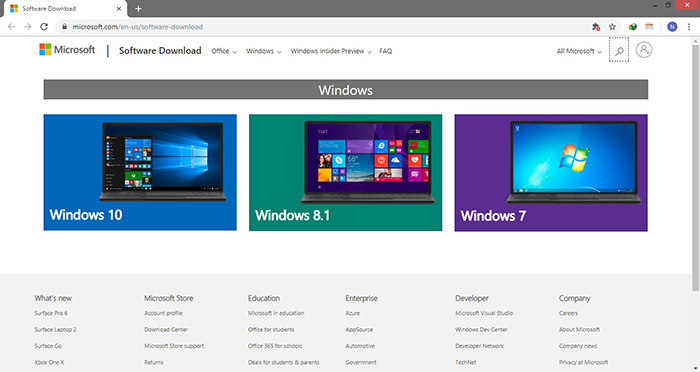 Software Download
microsoft.com/en-us/software-download
N
Microsoft Software Download Office Windows Windows Insider Preview FAQ All Microsoft
Windows
Start
Windows 10 Windows 8.1 Windows 7
What's new Microsoft Store Education Enterprise Developer Company
Surface Pro 6 Account profile Microsoft in education Azure Microsoft Visual Studio Careers
Surface Laptop 2 Download Center Office for students AppSource Windows Dev Center About Microsoft
Surface Go Microsoft Store support Office 365 for schools Automotive Developer Network Company news
Xbox One X Returns Deals for students & parents Government TechNet Privacy at Microsoft